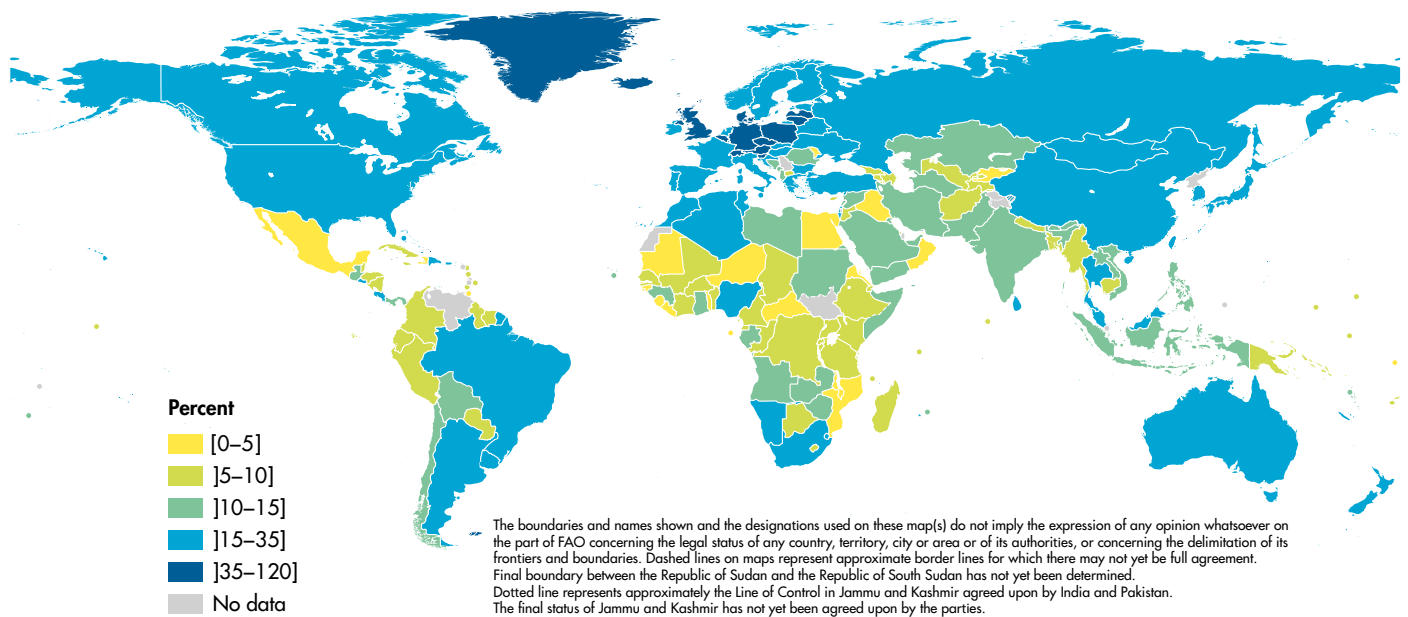 Percent
[0–5]
]5–10]
]10–15]
]15–35]
]35–120]
No data
The boundaries and names shown and the designations used on these map(s) do not imply the expression of any opinion whatsoever on
the part of FAO concerning the legal status of any country, territory, city or area or of its authorities, or concerning the delimitation of its
frontiers and boundaries. Dashed lines on maps represent approximate border lines for which there may not yet be full agreement.
Final boundary between the Republic of Sudan and the Republic of South Sudan has not yet been determined.
Dotted line represents approximately the Line of Control in Jammu and Kashmir agreed upon by India and Pakistan.
The final status of Jammu and Kashmir has not yet been agreed upon by the parties.